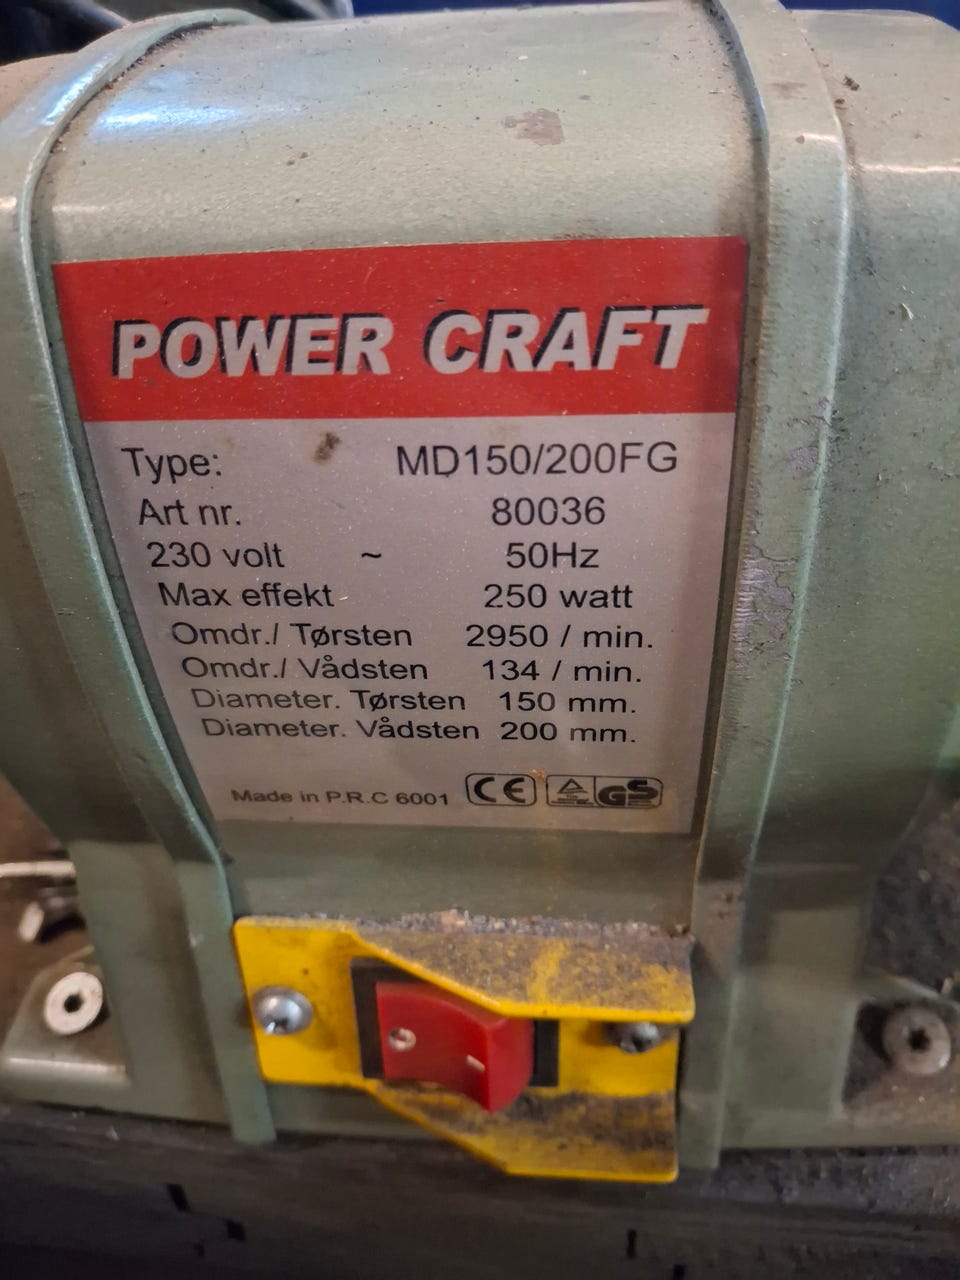 POWER CRAFT
Type: MD150/200FG
Art nr. 80036
230 volt ~ 50Hz
Max effekt 250 watt
Omdr./ Tørsten 2950 / min.
Omdr./ Vådsten 134 / min.
Diameter. Tørsten 150 mm.
Diameter. Vådsten 200 mm.
Made in P.R.C 6001 CE GS